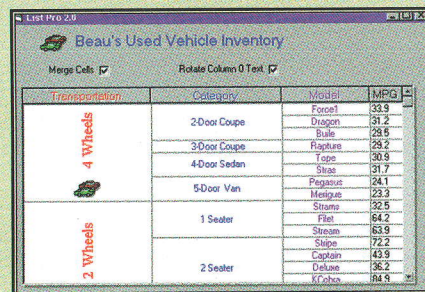 List Pro 2.0
Beau's Used Vehicle Inventory
Merge Cells
Rotate Column 0 Text
Transportation Category Model MPG
4 Wheels
2-Door Coupe
Force1 33.9
Dragon 31.2
Buile 29.5
3-Door Coupe Rapture 29.2
4-Door Sedan
Tope 30.9
Stras 31.7
5-Door Van
Pegasus 24.1
Merigue 23.3
2 Wheels
1 Seater
Strams 32.5
Filet 64.2
Stream 63.9
2 Seater
Stripe 72.2
Captain 43.9
Deluxe 36.2
KCobra 84.9